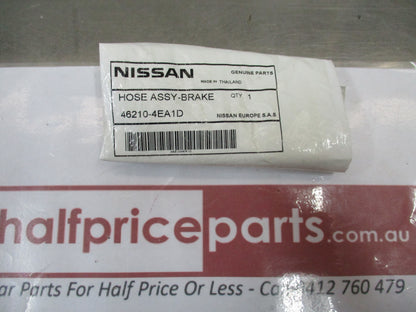 NISSAN GENUINE PARTS
MADE IN THAILAND
HOSE ASSY-BRAKE QTY 1
46210-4EA1D NISSAN EUROPE S.A.S
halfpriceparts.com.au
ar Parts For Half Price Or Less - Ca 0412 760 479